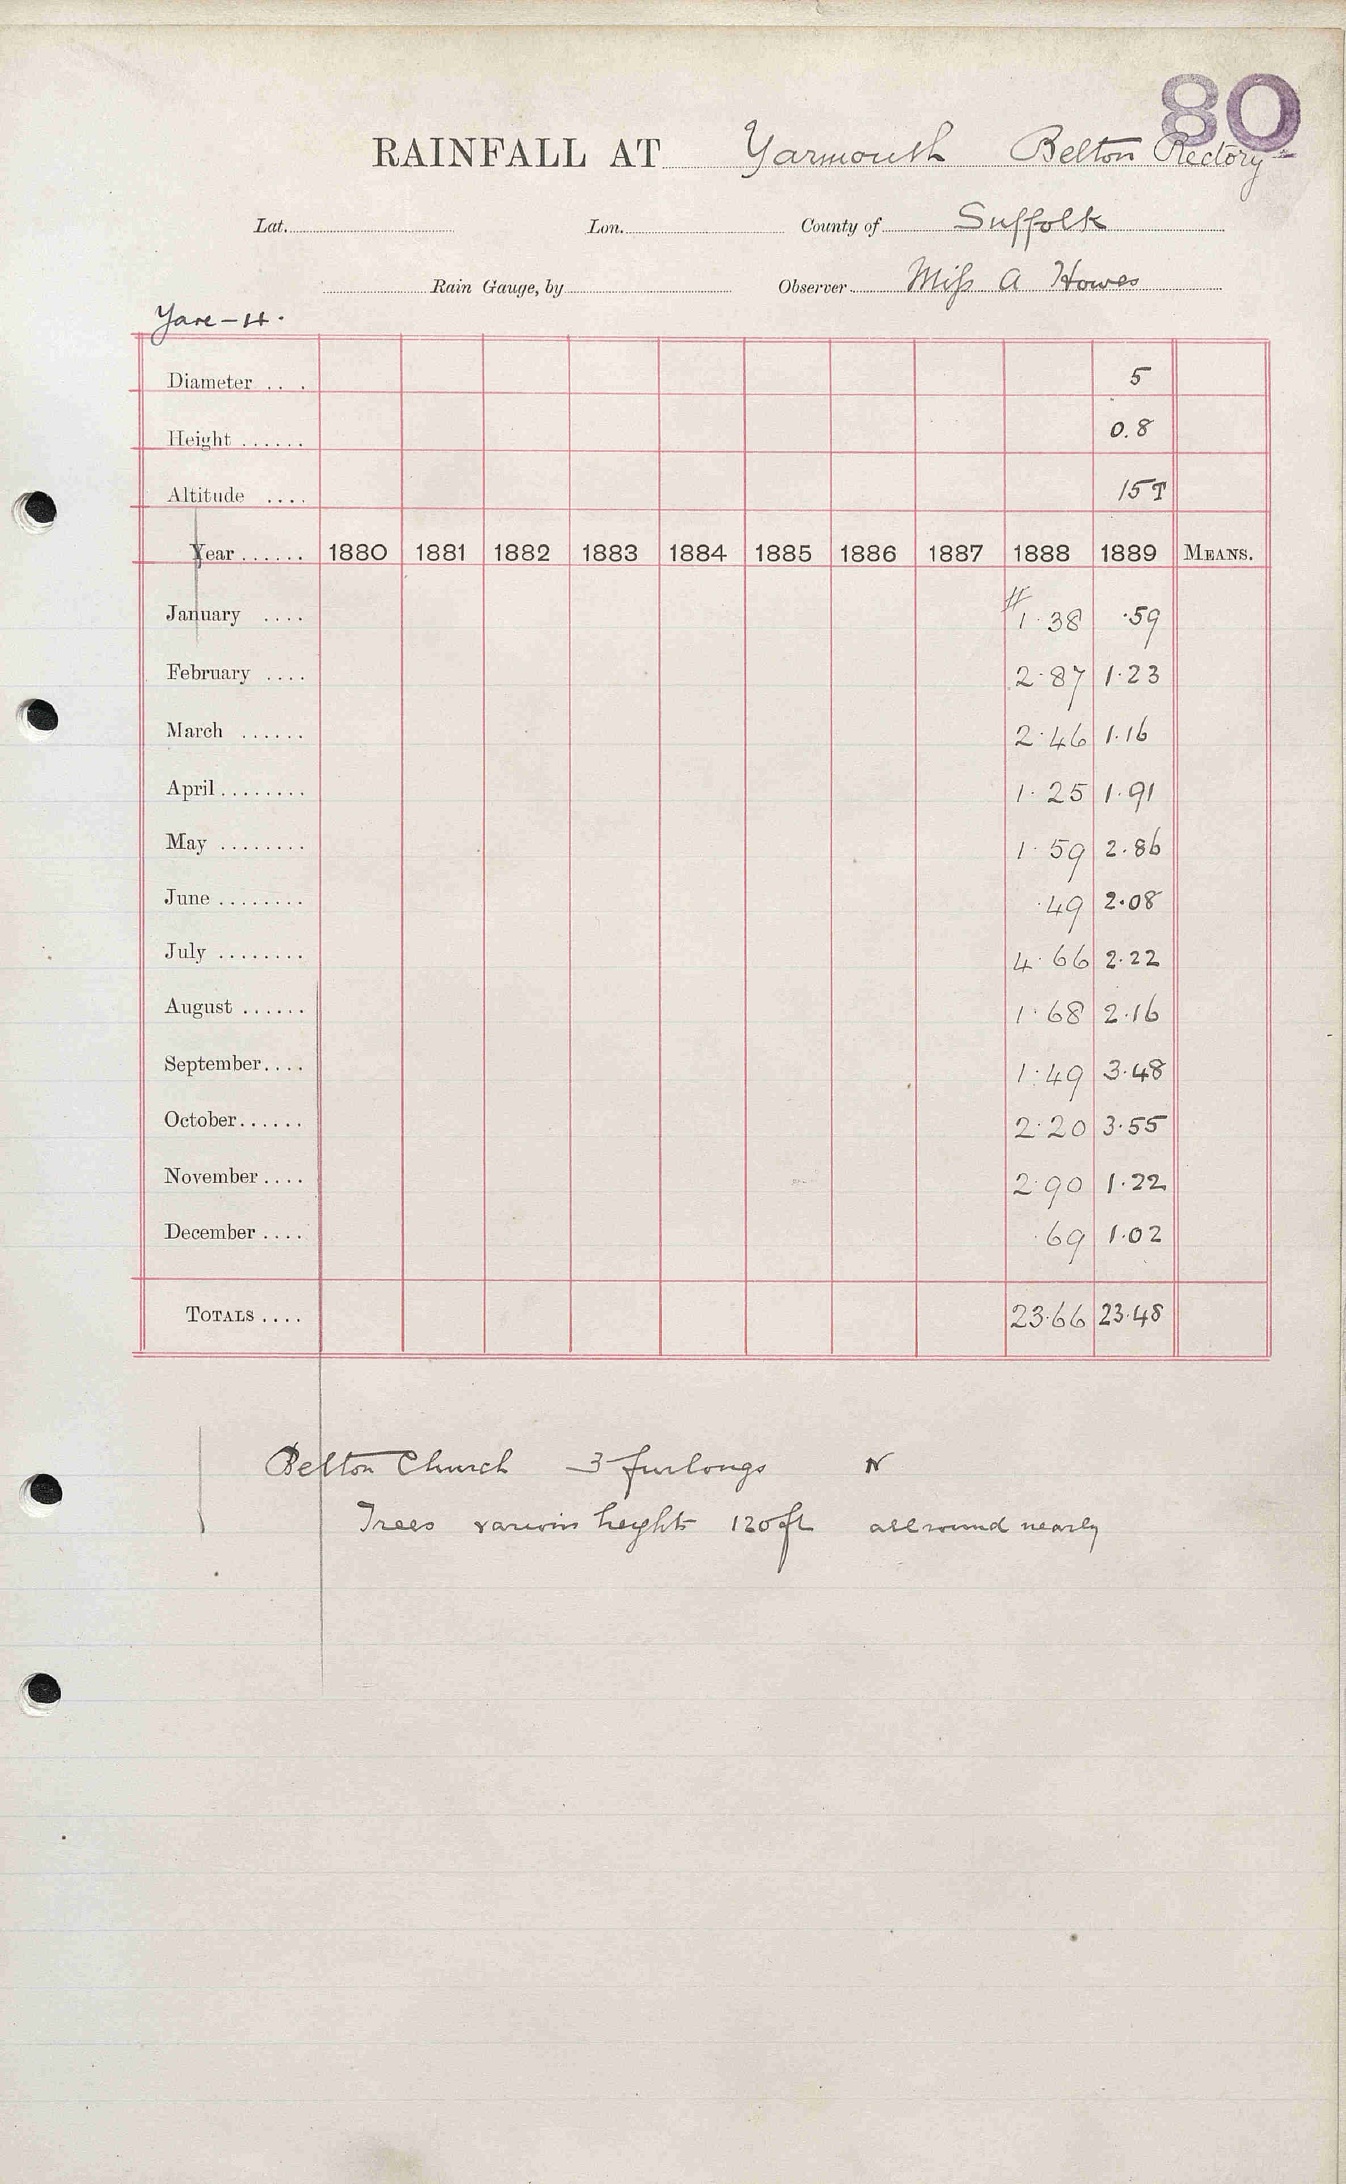 80
RAINFALL AT Yarmouth Belton Rectory
Lat. Lon. County of Suffolk
Rain Gauge, by Observer Miss A Howes
Yare - H.
Diameter .. . 5
Height ...... 0.8
Altitude .... 15 T
Year ...... 1880 1881 1882 1883 1884 1885 1886 1887 1888 1889 MEANS.
January .... # 1.38 .59
February .... 2.87 1.23
March ...... 2.46 1.16
April ........ 1.25 1.91
May ........ 1.59 2.86
June ........ .49 2.08
July ........ 4.66 2.22
August ...... 1.68 2.16
September .... 1.49 3.48
October ...... 2.20 3.55
November .... 2.90 1.22
December .... .69 1.02
TOTALS .... 23.66 23.48
Belton Church 3 furlongs N
Trees various heights 120ft all round nearly